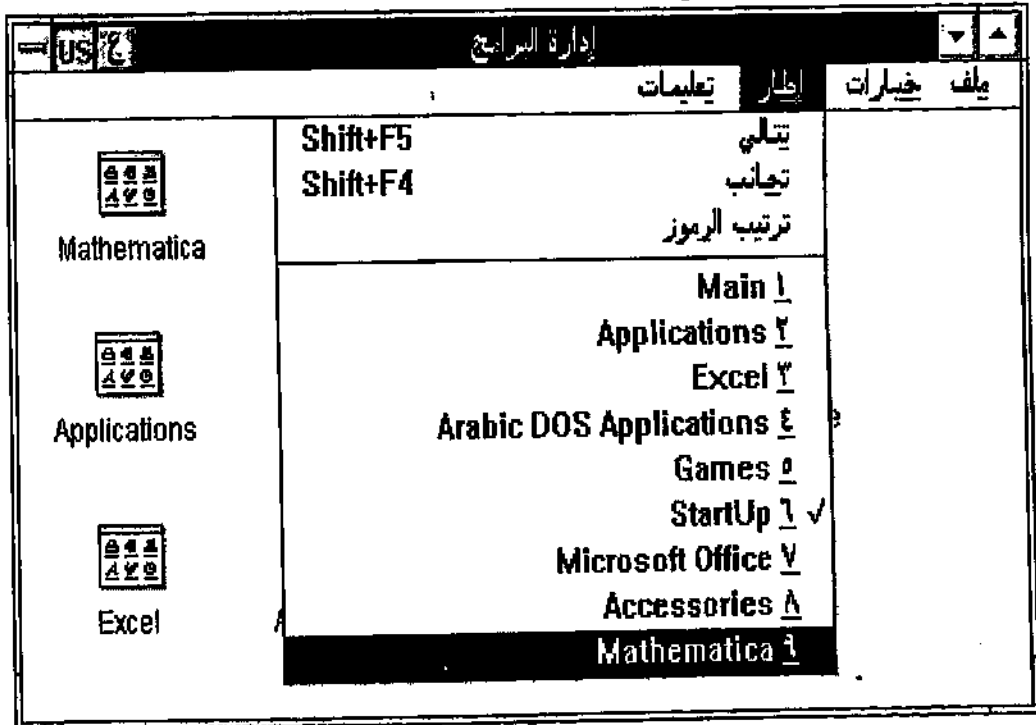 إدارة البرامج
US ع
ملف خيارات إطار تعليمات
تتالي Shift+F5
تجانب Shift+F4
ترتيب الرموز
١ Main
٢ Applications
٣ Excel
٤ Arabic DOS Applications
٥ Games
√ ٦ StartUp
٧ Microsoft Office
٨ Accessories
٩ Mathematica
Mathematica
Applications
Excel